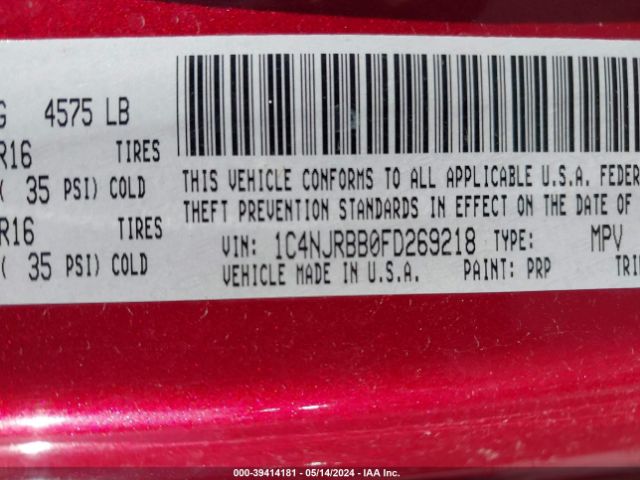 G 4575 LB
R16 TIRES
( 35 PSI) COLD
R16 TIRES
( 35 PSI) COLD
THIS VEHICLE CONFORMS TO ALL APPLICABLE U.S.A. FEDER
THEFT PREVENTION STANDARDS IN EFFECT ON THE DATE OF
VIN: 1C4NJRBB0FD269218 TYPE: MPV
VEHICLE MADE IN U.S.A. PAINT: PRP TRI
000-39414181 - 05/14/2024 - IAA Inc.